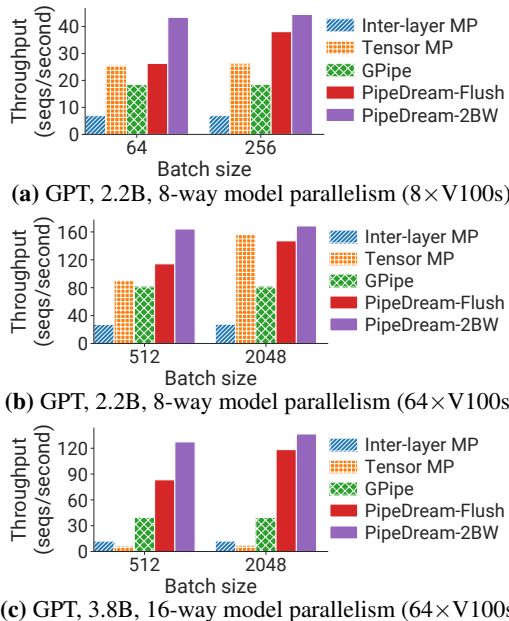 Throughput
(seqs/second)
40
30
20
10
0
64
256
Batch size
Inter-layer MP
Tensor MP
GPipe
PipeDream-Flush
PipeDream-2BW
(a) GPT, 2.2B, 8-way model parallelism (8×V100s)
Throughput
(seqs/second)
160
120
80
40
0
512
2048
Batch size
Inter-layer MP
Tensor MP
GPipe
PipeDream-Flush
PipeDream-2BW
(b) GPT, 2.2B, 8-way model parallelism (64×V100s
Throughput
(seqs/second)
120
90
60
30
0
512
2048
Batch size
Inter-layer MP
Tensor MP
GPipe
PipeDream-Flush
PipeDream-2BW
(c) GPT, 3.8B, 16-way model parallelism (64×V100s